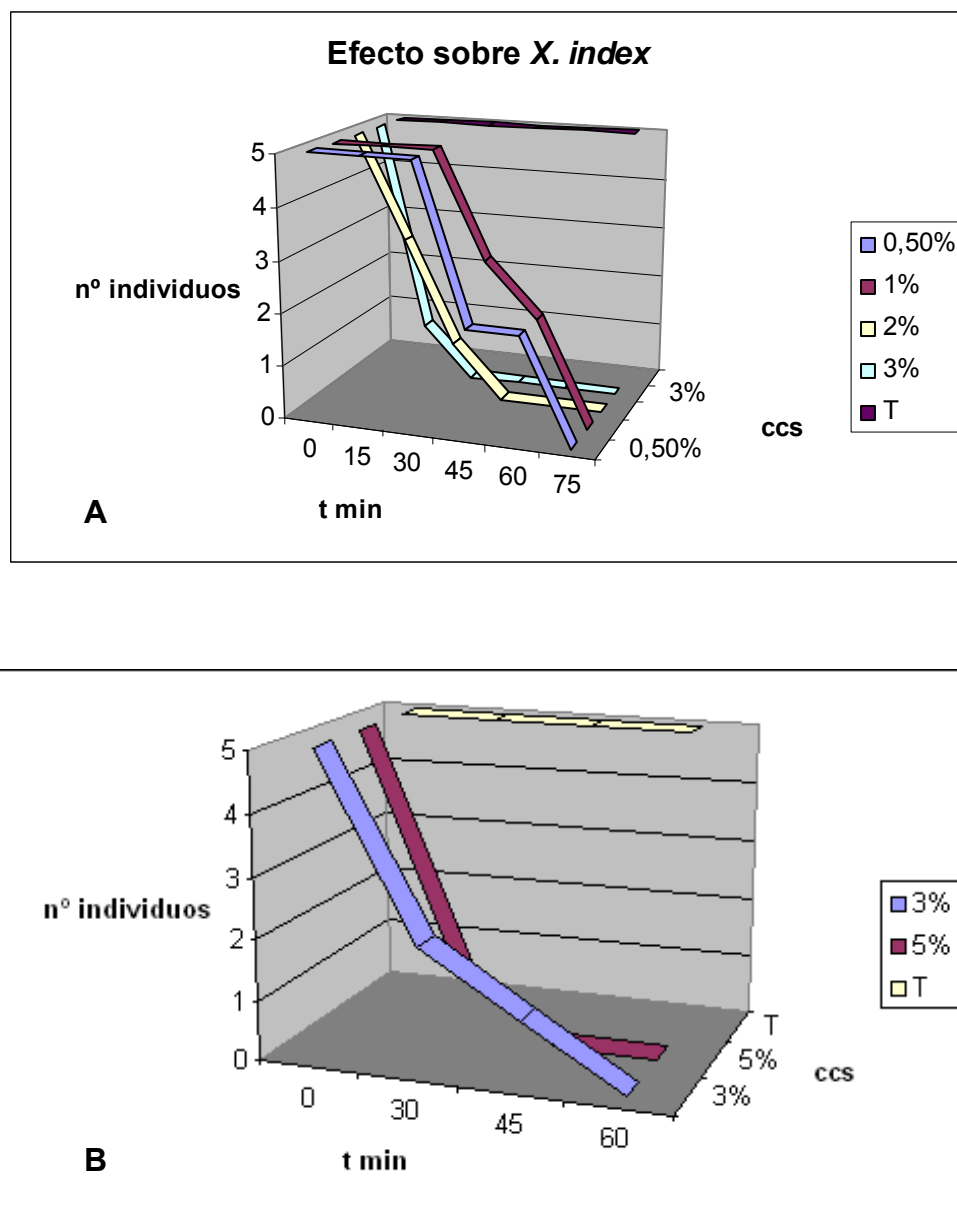 Efecto sobre X. index
5
4
3
2
1
0
nº individuos
0 15 30 45 60 75
t min
3%
0,50%
ccs
0,50%
1%
2%
3%
T
A
5
4
3
2
1
0
nº individuos
0 30 45 60
t min
T
5%
3%
ccs
3%
5%
T
B